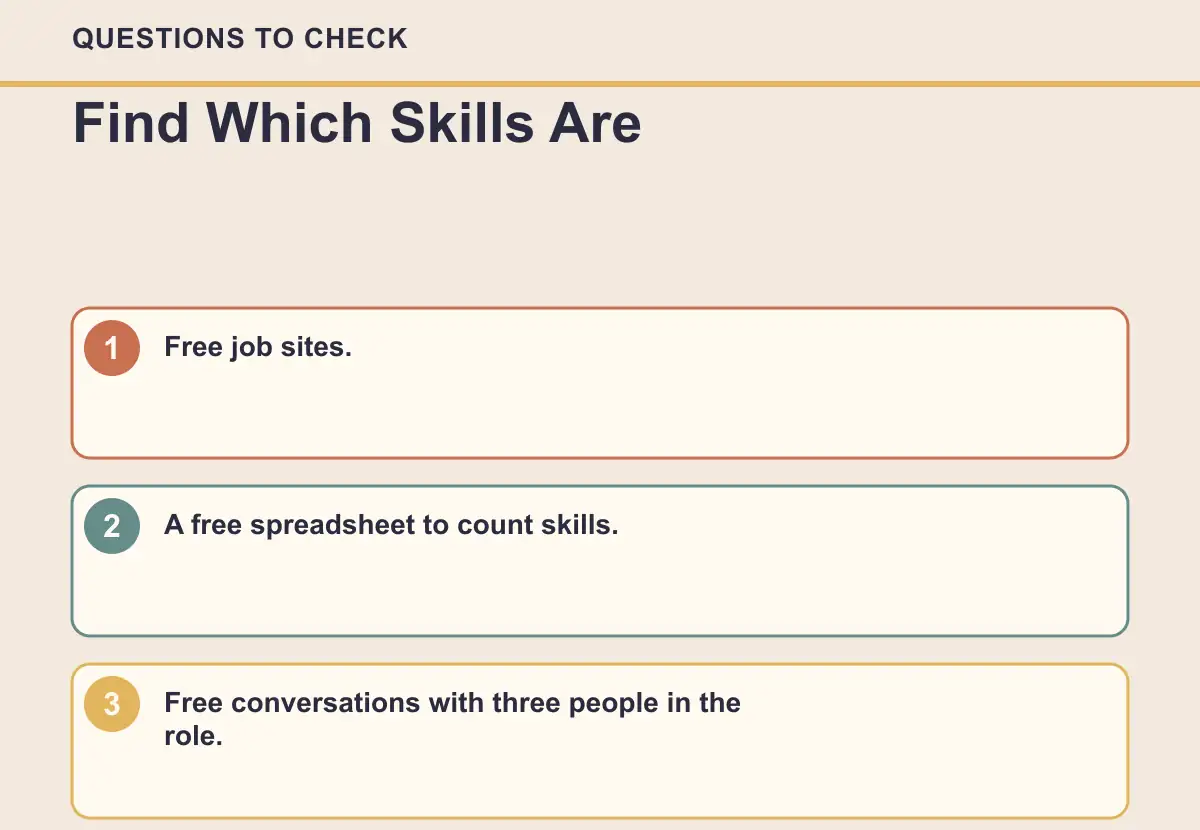 QUESTIONS TO CHECK
Find Which Skills Are
1
Free job sites.
2
A free spreadsheet to count skills.
3
Free conversations with three people in the
role.